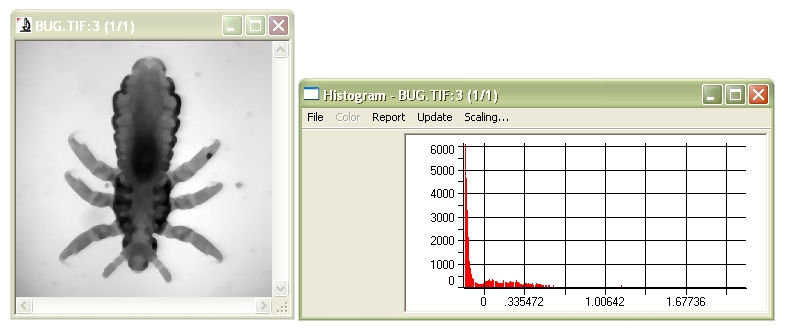 BUG.TIF:3 (1/1)
Histogram - BUG.TIF:3 (1/1)
File Color Report Update Scaling...
6000
5000
4000
3000
2000
1000
0
0 .335472 1.00642 1.67736